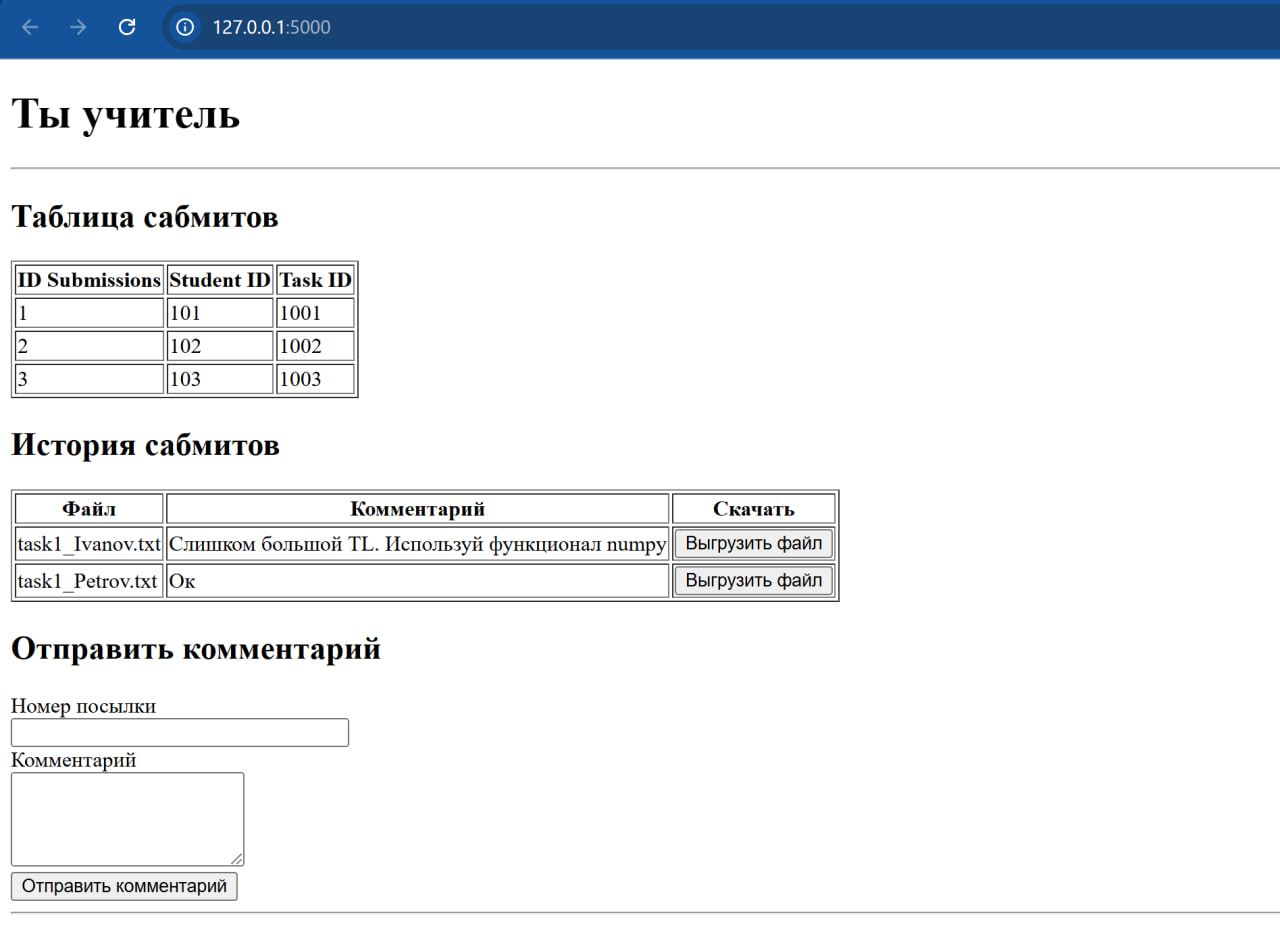 127.0.0.1:5000
Ты учитель
Таблица сабмитов
ID Submissions Student ID Task ID
1 101 1001
2 102 1002
3 103 1003
История сабмитов
Файл Комментарий Скачать
task1_Ivanov.txt Слишком большой TL. Используй функционал numpy Выгрузить файл
task1_Petrov.txt Ок Выгрузить файл
Отправить комментарий
Номер посылки
Комментарий
Отправить комментарий